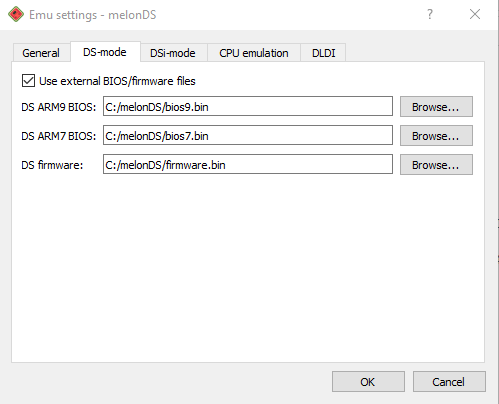 Emu settings - melonDS
General DS-mode DSi-mode CPU emulation DLDI
Use external BIOS/firmware files
DS ARM9 BIOS: C:/melonDS/bios9.bin Browse...
DS ARM7 BIOS: C:/melonDS/bios7.bin Browse...
DS firmware: C:/melonDS/firmware.bin Browse...
OK Cancel